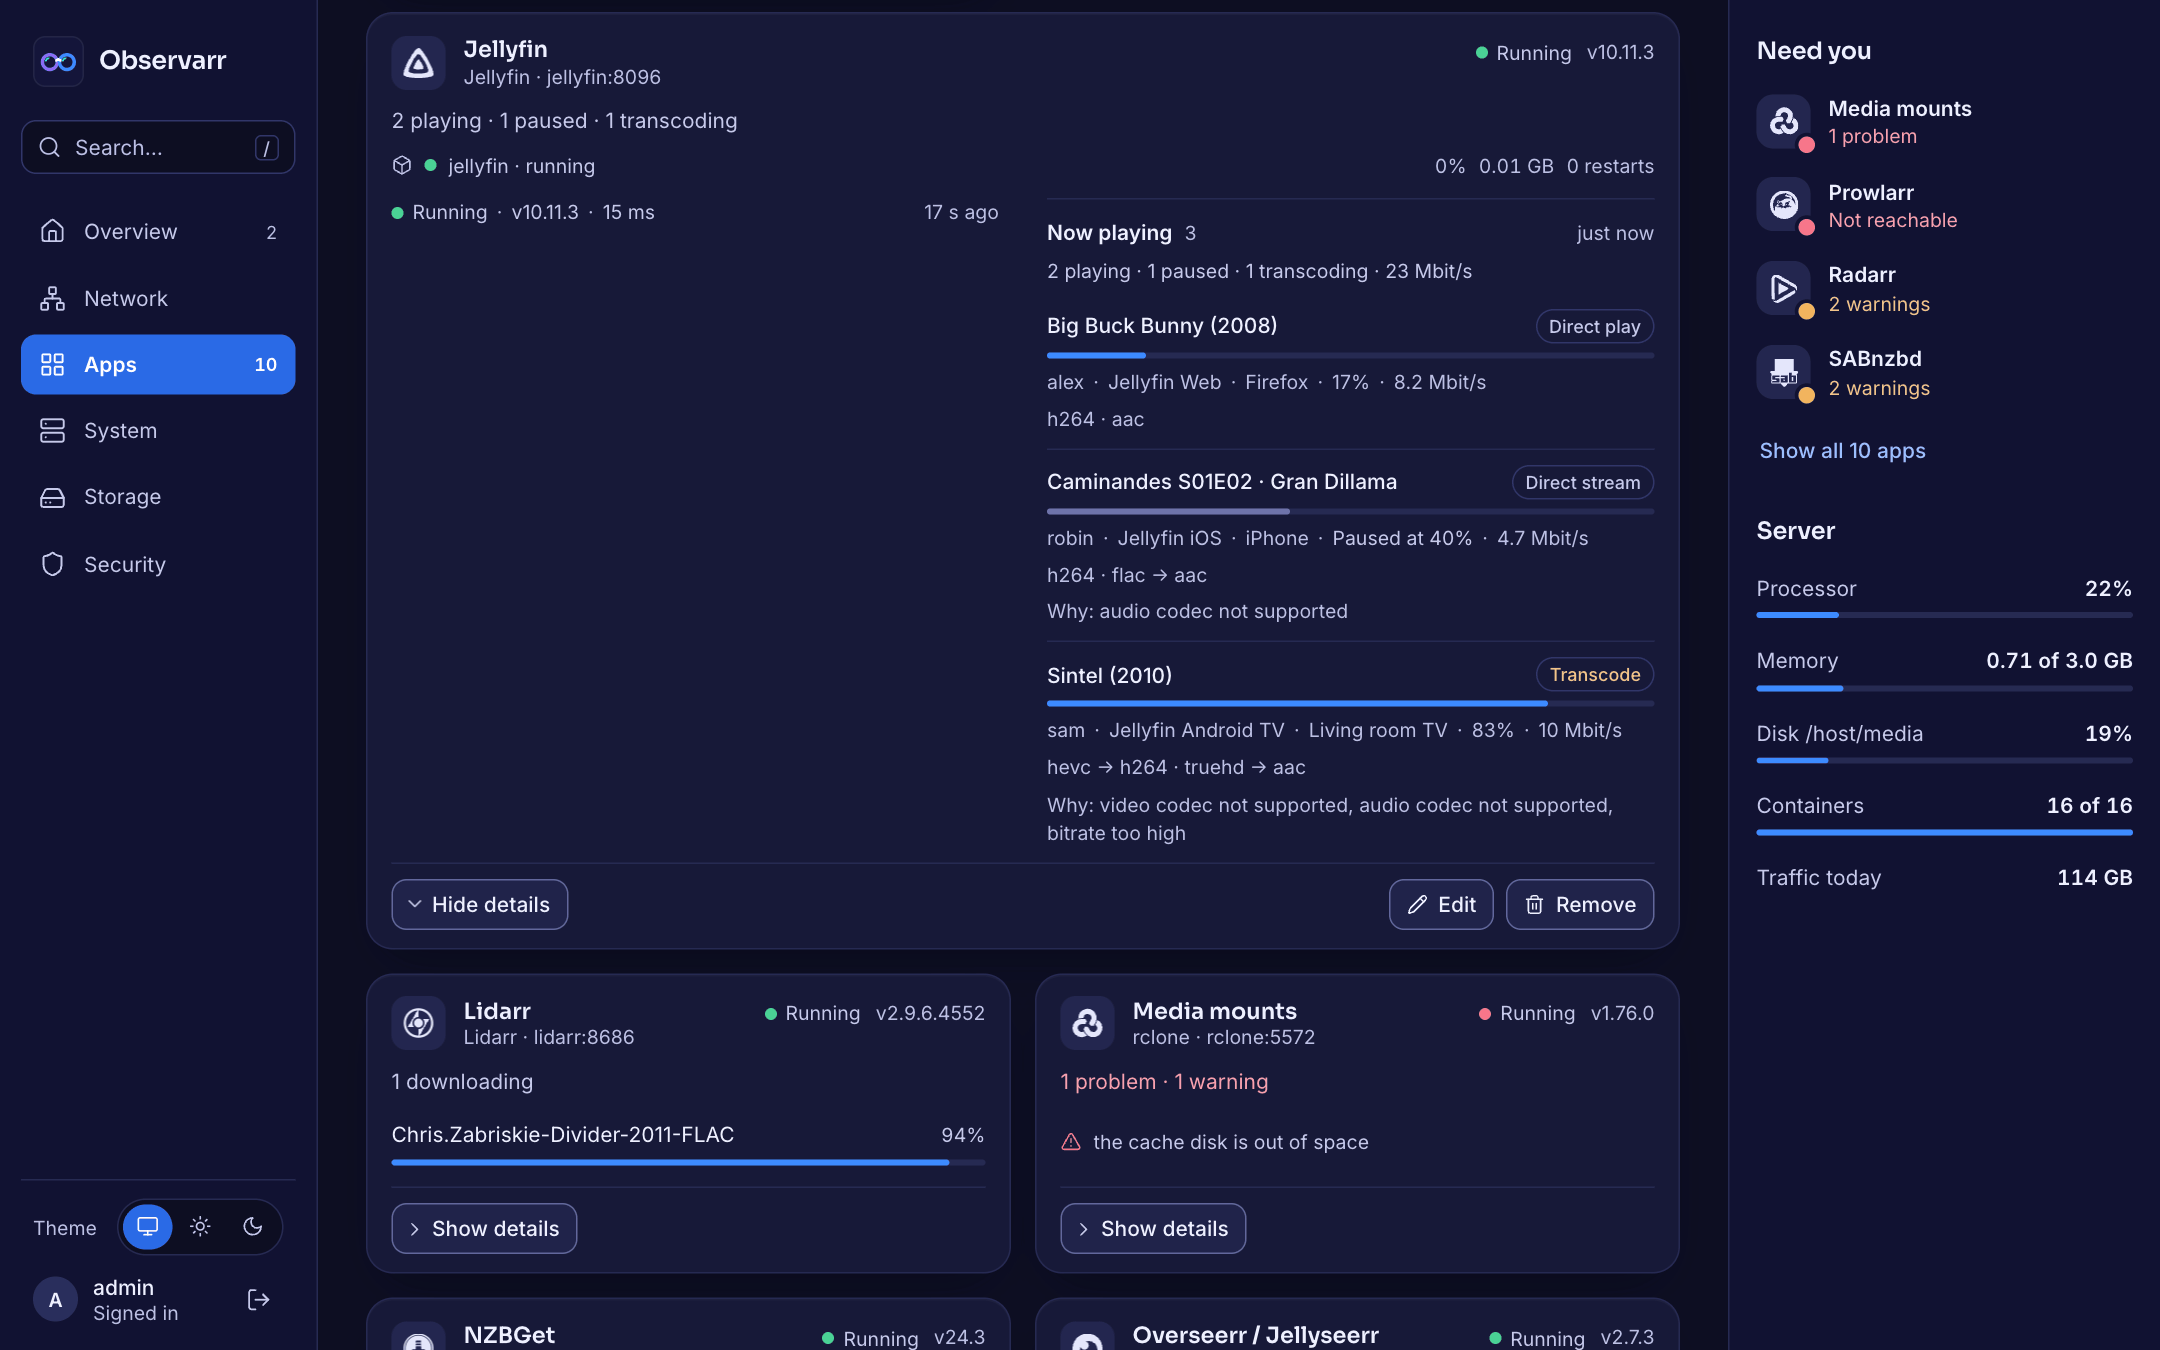 Observarr
Search...
/
Overview 2
Network
Apps 10
System
Storage
Security
Theme
A
admin
Signed in
Jellyfin
Jellyfin · jellyfin:8096
Running v10.11.3
2 playing · 1 paused · 1 transcoding
jellyfin · running
0% 0.01 GB 0 restarts
Running · v10.11.3 · 15 ms
17 s ago
Now playing 3
just now
2 playing · 1 paused · 1 transcoding · 23 Mbit/s
Big Buck Bunny (2008)
Direct play
alex · Jellyfin Web · Firefox · 17% · 8.2 Mbit/s
h264 · aac
Caminandes S01E02 · Gran Dillama
Direct stream
robin · Jellyfin iOS · iPhone · Paused at 40% · 4.7 Mbit/s
h264 · flac → aac
Why: audio codec not supported
Sintel (2010)
Transcode
sam · Jellyfin Android TV · Living room TV · 83% · 10 Mbit/s
hevc → h264 · truehd → aac
Why: video codec not supported, audio codec not supported,
bitrate too high
Hide details
Edit
Remove
Lidarr
Lidarr · lidarr:8686
Running v2.9.6.4552
1 downloading
Chris.Zabriskie-Divider-2011-FLAC
94%
Show details
Media mounts
rclone · rclone:5572
Running v1.76.0
1 problem · 1 warning
the cache disk is out of space
Show details
NZBGet
Running v24.3
Overseerr / Jellyseerr
Running v2.7.3
Need you
Media mounts
1 problem
Prowlarr
Not reachable
Radarr
2 warnings
sab
SABnzbd
2 warnings
Show all 10 apps
Server
Processor 22%
Memory 0.71 of 3.0 GB
Disk /host/media 19%
Containers 16 of 16
Traffic today 114 GB